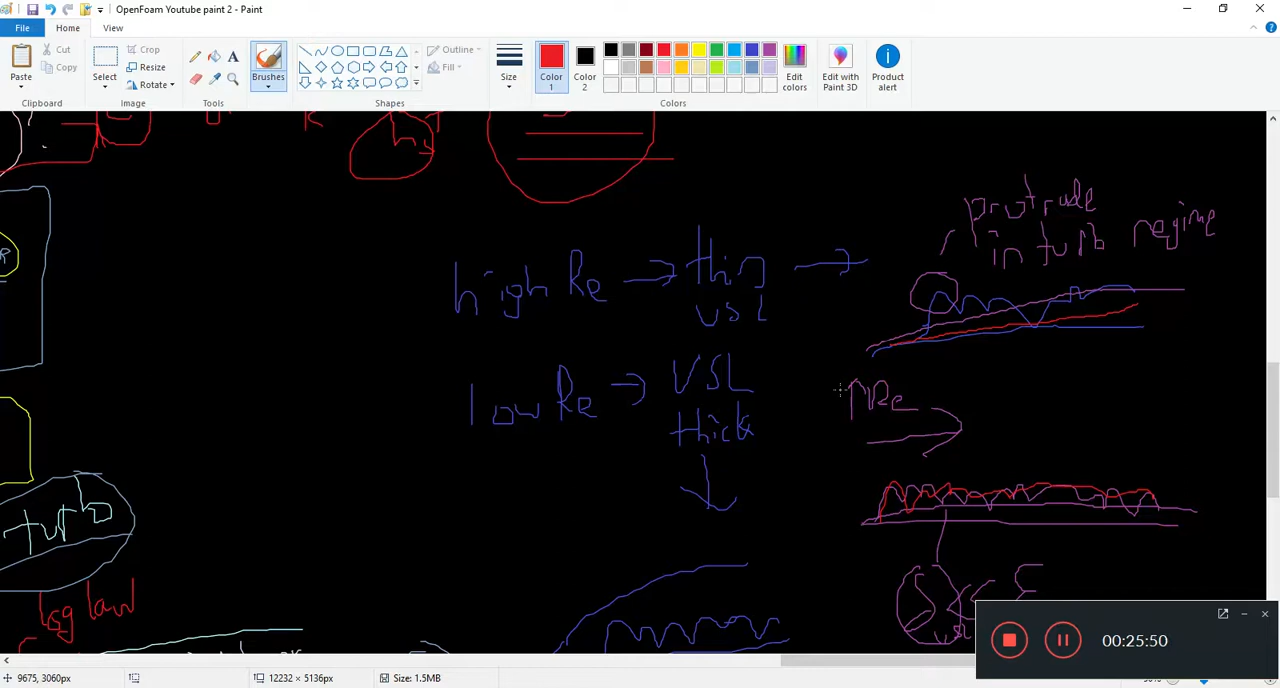 OpenFoam Youtube paint 2 - Paint
File Home View
Paste
Cut
Copy
Clipboard
Select
Crop
Resize
Rotate
Image
Tools
Brushes
Outline
Fill
Shapes
Size
Color 1
Color 2
Edit colors
Colors
Edit with Paint 3D
Product alert
protrude
in turb regime
high Re → thin →
VSL
low Re → VSL
thick
Re
turb
log law
00:25:50
9675, 3060px
12232 × 5136px
Size: 1.5MB